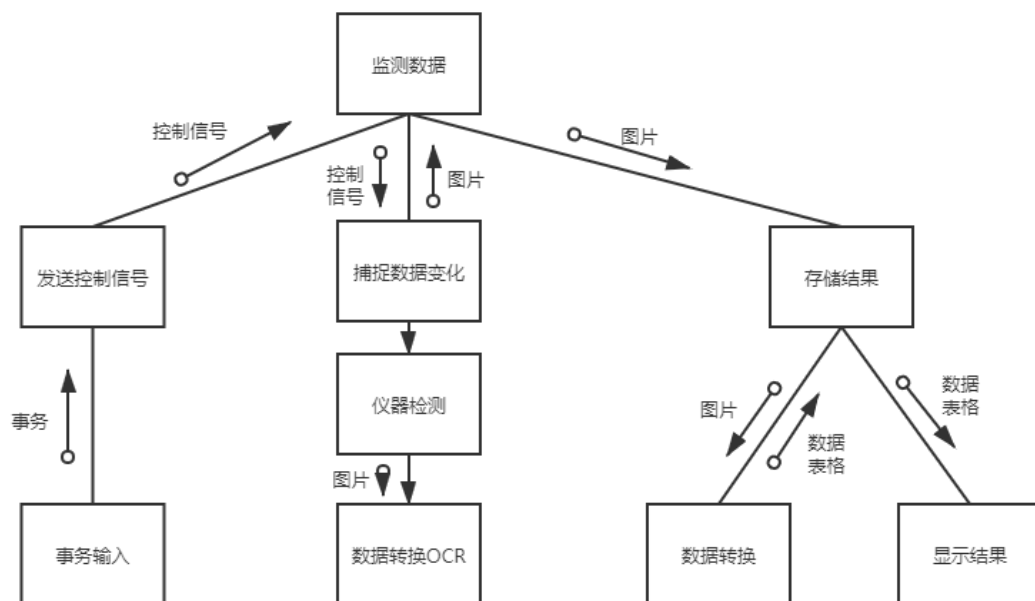 监测数据
控制信号
控制
信号
图片
图片
发送控制信号
捕捉数据变化
存储结果
事务
仪器检测
图片
数据
表格
数据
表格
图片
事务输入
数据转换OCR
数据转换
显示结果